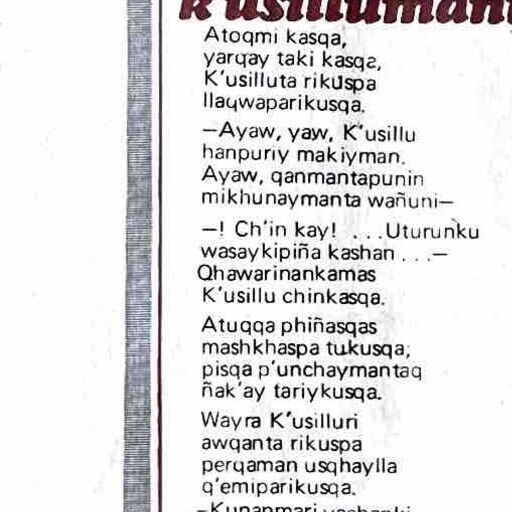 k'usillumant
Atoqmi kasqa,
yarqay taki kasqa,
K'usilluta rikuspa
llaqwaparikusqa.
—Ayaw, yaw, K'usillu
hanpuriy makiyman.
Ayaw, qanmantapunin
mikhunaymanta wañuni—
—! Ch'in kay! . . .Uturunku
wasaykipiña kashan . . .—
Qhawarinankamas
K'usillu chinkasqa.
Atuqqa phiñasqas
mashkhaspa tukusqa;
pisqa p'unchaymantaq
ñak'ay tariykusqa.
Wayra K'usilluri
awqanta rikuspa
perqaman usqhaylla
q'emiparikusqa.